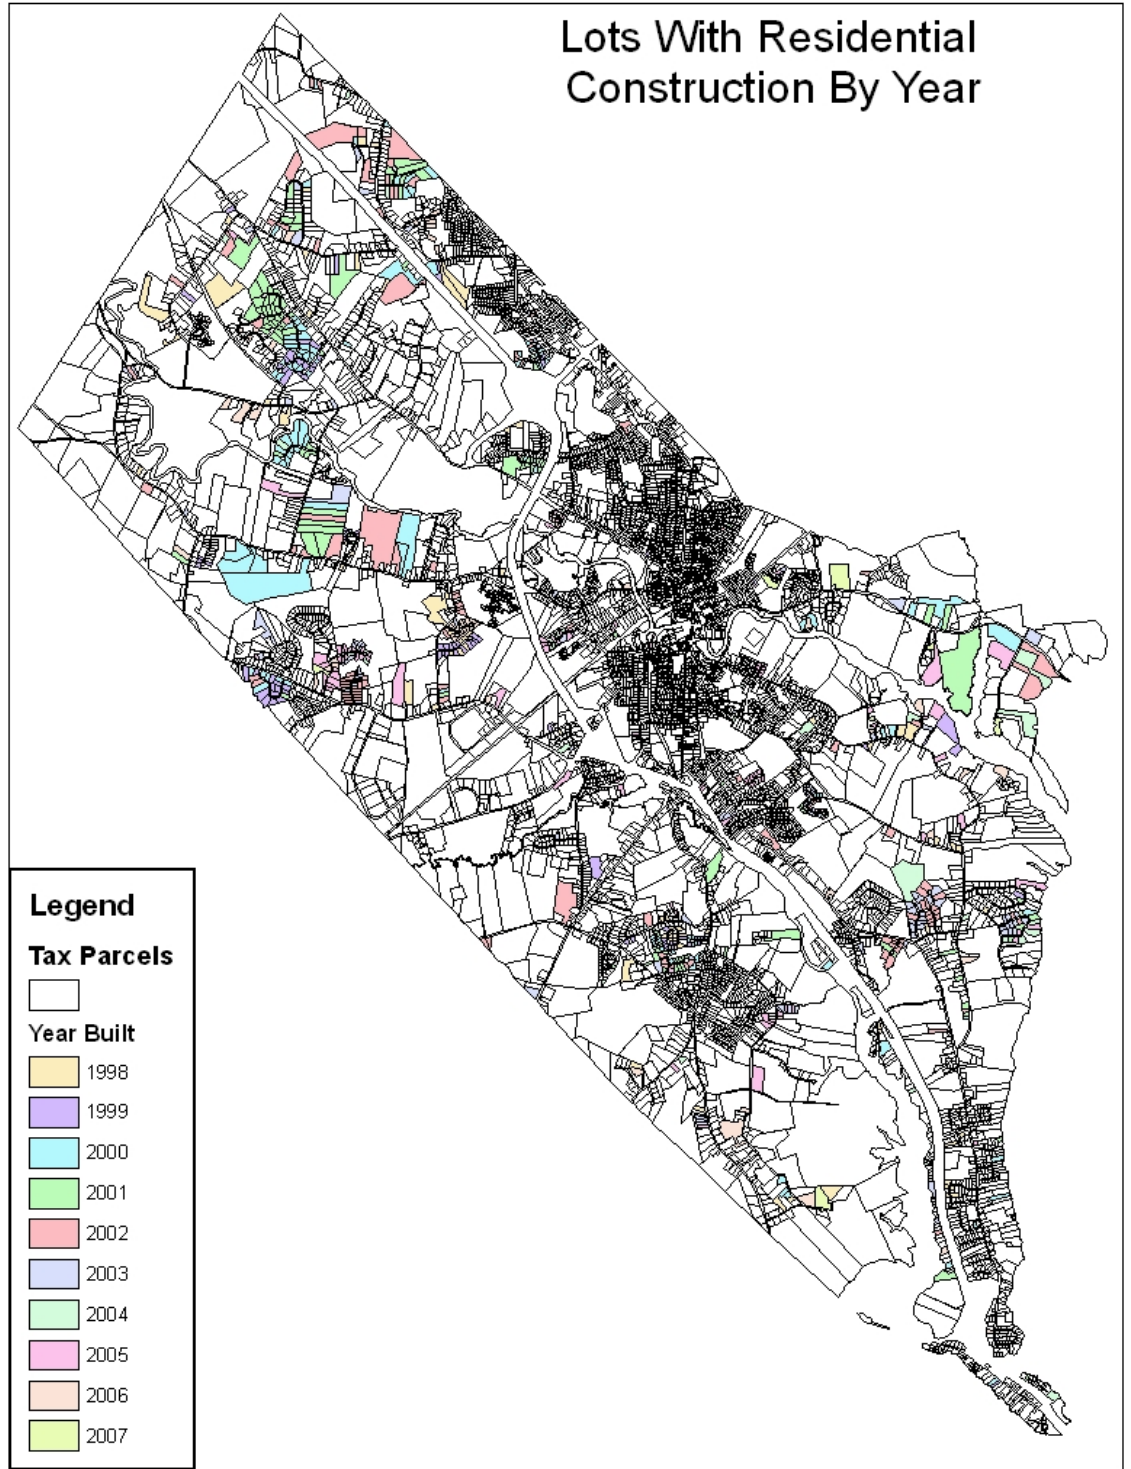 Lots With Residential
Construction By Year
Legend
Tax Parcels
Year Built
1998
1999
2000
2001
2002
2003
2004
2005
2006
2007